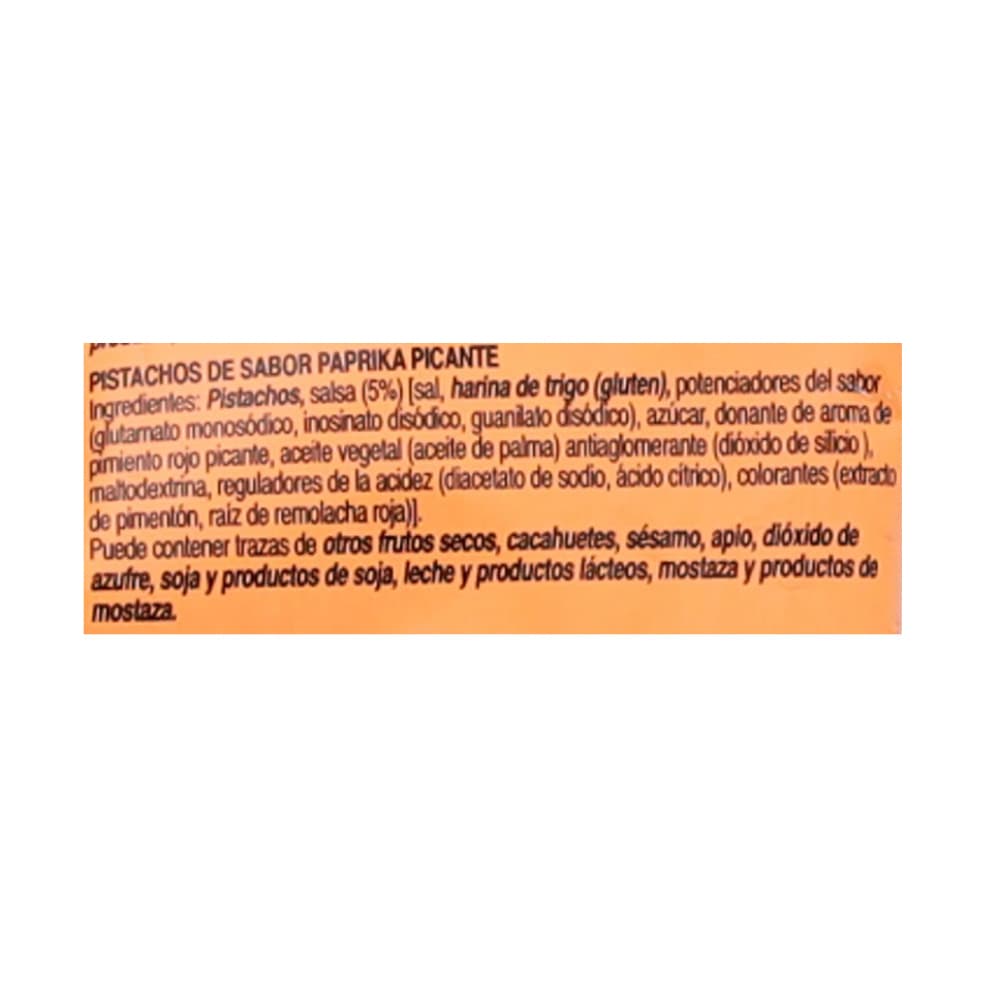 PISTACHOS DE SABOR PAPRIKA PICANTE
Ingredientes: Pistachos, salsa (5%) [sal, harina de trigo (gluten), potenciadores del sabor
(glutamato monosódico, inosinato disódico, guanilato disódico), azúcar, donante de aroma de
pimiento rojo picante, aceite vegetal (aceite de palma) antiaglomerante (dióxido de silicio ),
maltodextrina, reguladores de la acidez (diacetato de sodio, ácido cítrico), colorantes (extracto
de pimentón, raíz de remolacha roja)].
Puede contener trazas de otros frutos secos, cacahuetes, sésamo, apio, dióxido de
azufre, soja y productos de soja, leche y productos lácteos, mostaza y productos de
mostaza.